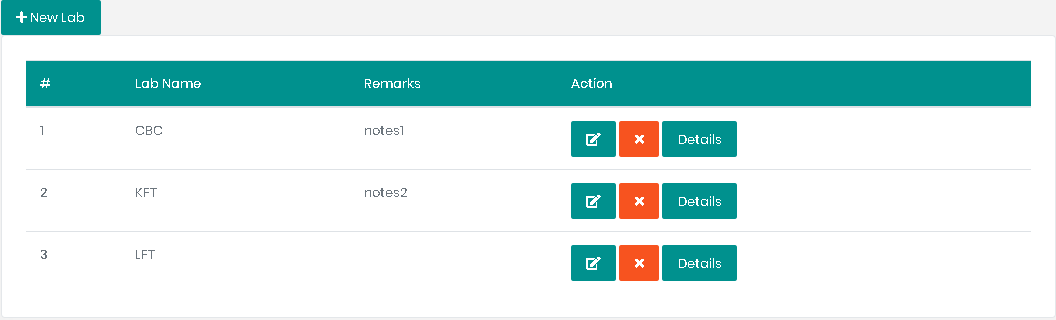 New Lab
# Lab Name Remarks Action
1 CBC notes1 Details
2 KFT notes2 Details
3 LFT Details